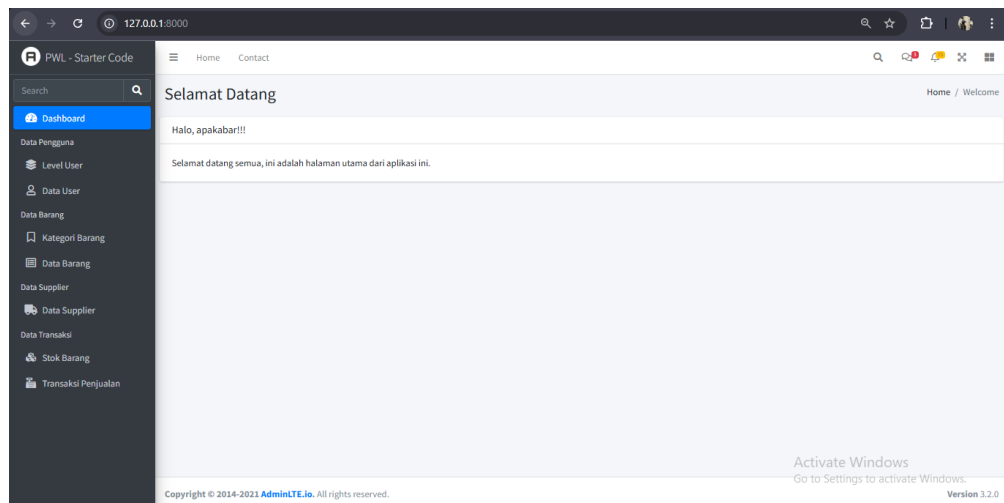 127.0.0.1:8000
PWL - Starter Code
Home Contact
Search
Selamat Datang
Home / Welcome
Dashboard
Halo, apakabar!!!
Data Pengguna
Selamat datang semua, ini adalah halaman utama dari aplikasi ini.
Level User
Data User
Data Barang
Kategori Barang
Data Barang
Data Supplier
Data Supplier
Data Transaksi
Stok Barang
Transaksi Penjualan
Activate Windows
Go to Settings to activate Windows.
Copyright © 2014-2021 AdminLTE.io. All rights reserved.
Version 3.2.0